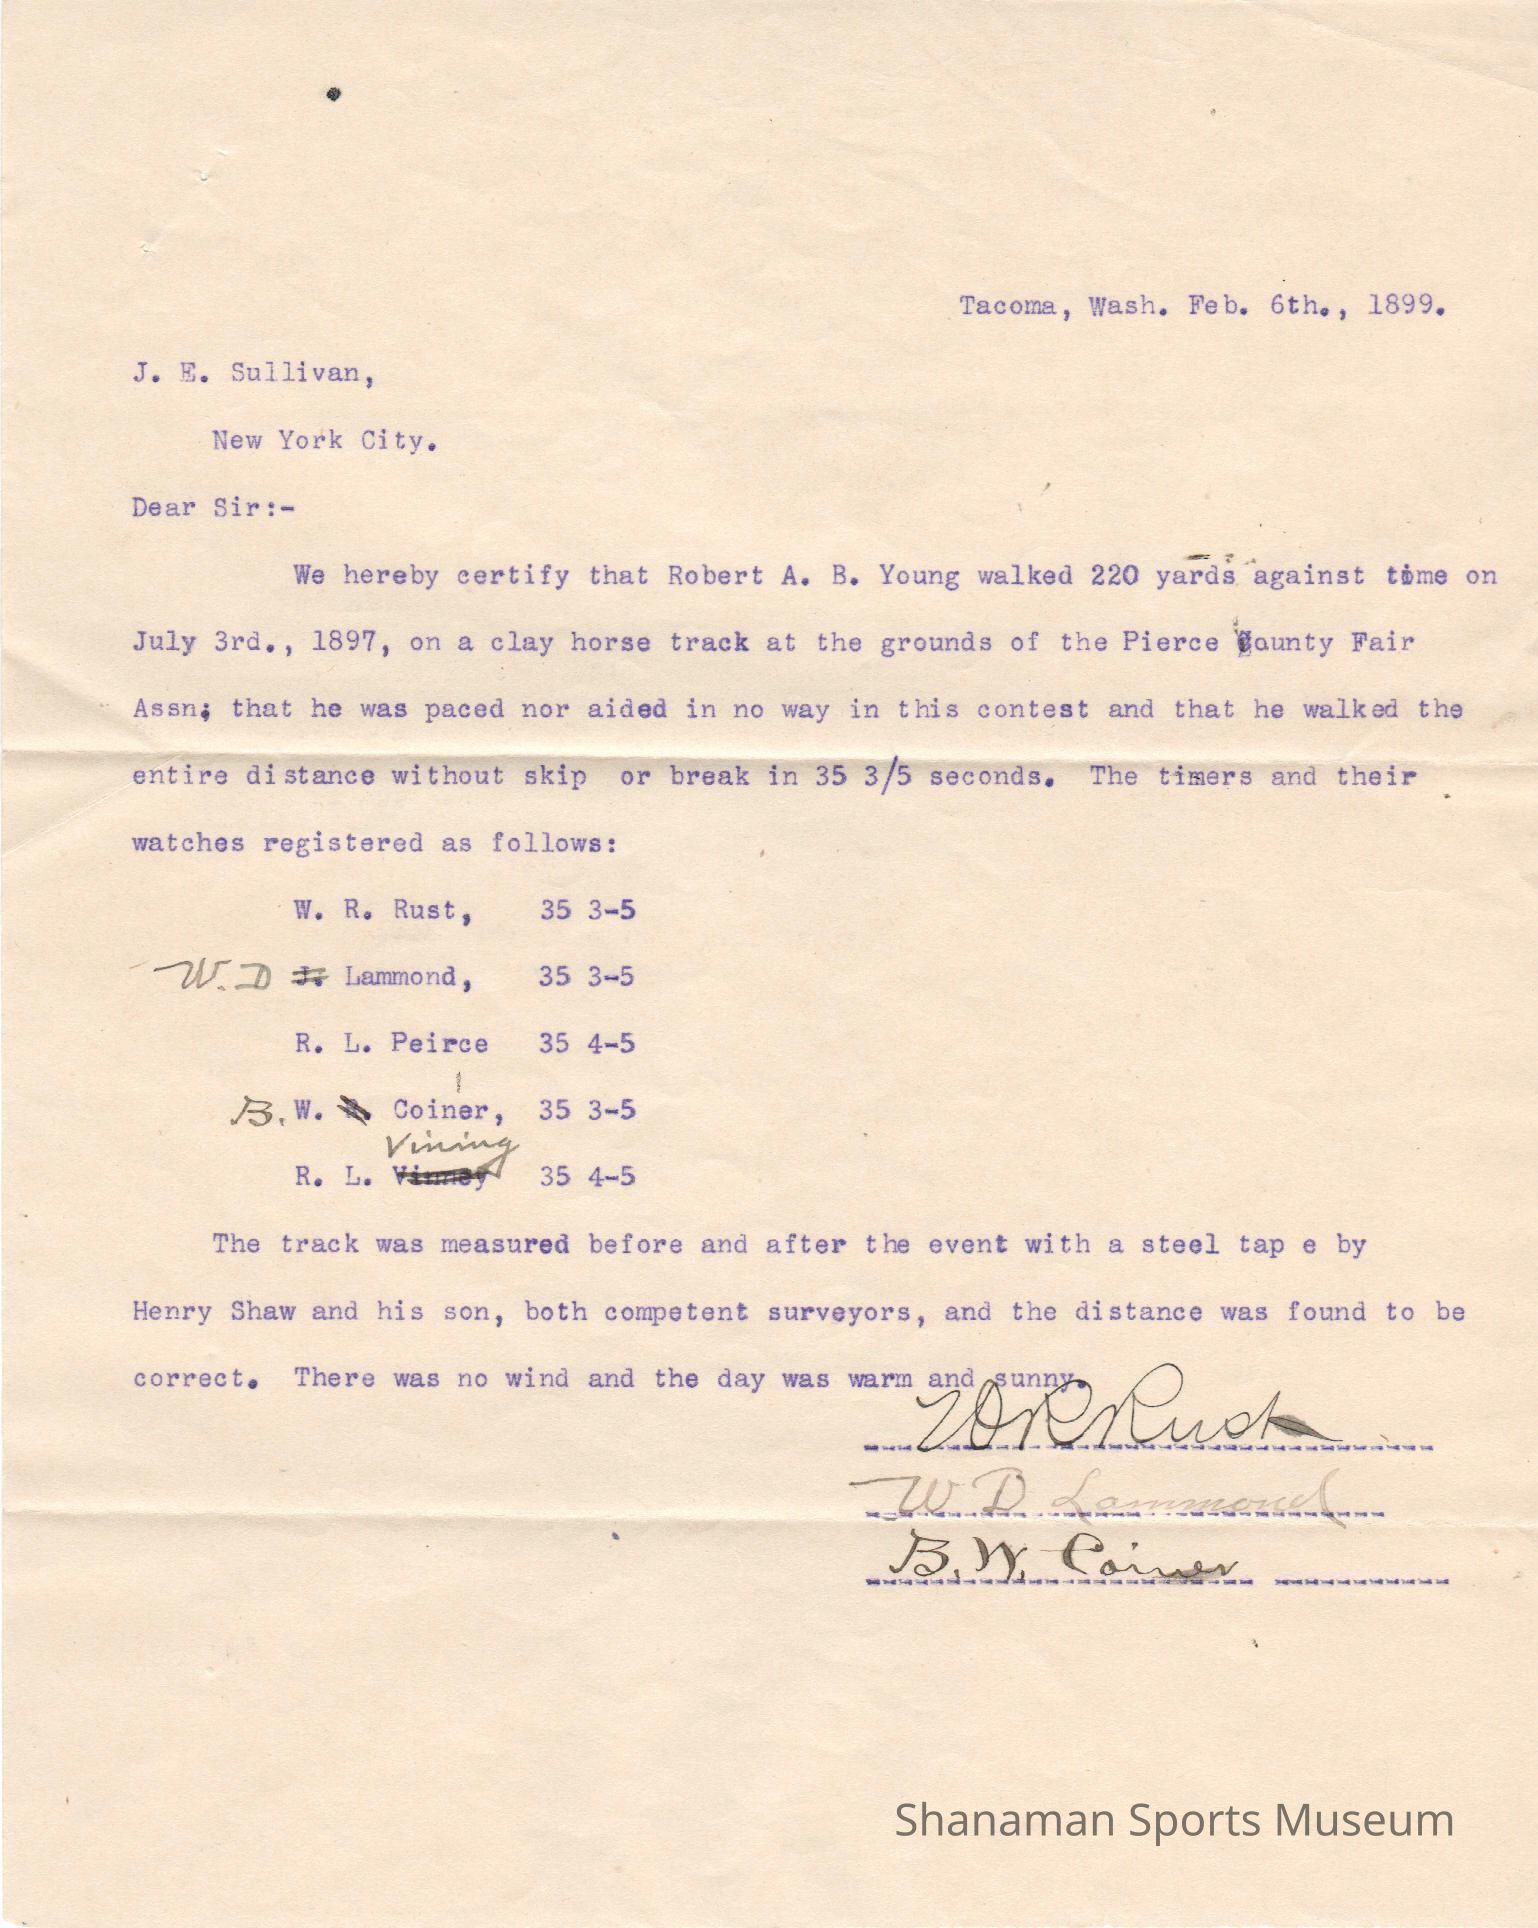 Tacoma, Wash. Feb. 6th., 1899.
J. E. Sullivan,
New York City.
Dear Sir:-
We hereby certify that Robert A. B. Young walked 220 yards against time on
July 3rd., 1897, on a clay horse track at the grounds of the Pierce County Fair
Assn; that he was paced nor aided in no way in this contest and that he walked the
entire distance without skip or break in 35 3/5 seconds. The timers and their
watches registered as follows:
W. R. Rust, 35 3-5
W. D J. Lammond, 35 3-5
R. L. Peirce 35 4-5
B. W. Coiner, 35 3-5
Vining
R. L. Vinney 35 4-5
The track was measured before and after the event with a steel tap e by
Henry Shaw and his son, both competent surveyors, and the distance was found to be
correct. There was no wind and the day was warm and sunny.
W R Rust
W D Lammond
B. W. Coiner
Shanaman Sports Museum